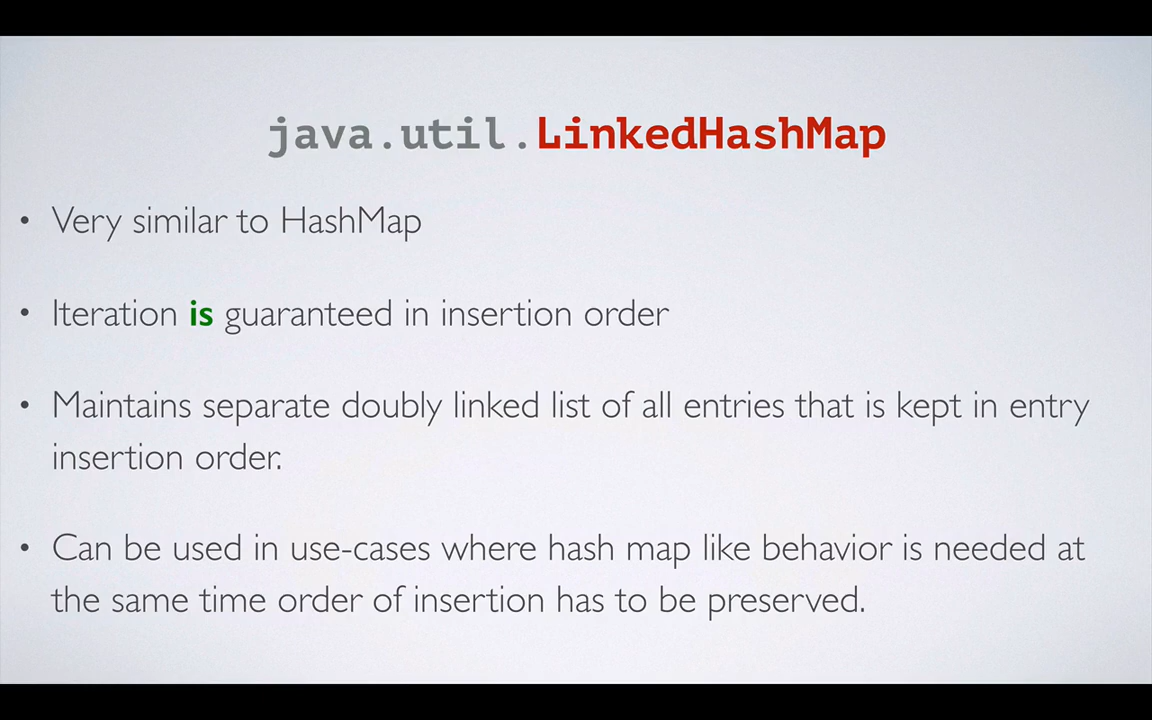 java.util.LinkedHashMap
• Very similar to HashMap
• Iteration is guaranteed in insertion order
• Maintains separate doubly linked list of all entries that is kept in entry
insertion order.
• Can be used in use-cases where hash map like behavior is needed at
the same time order of insertion has to be preserved.